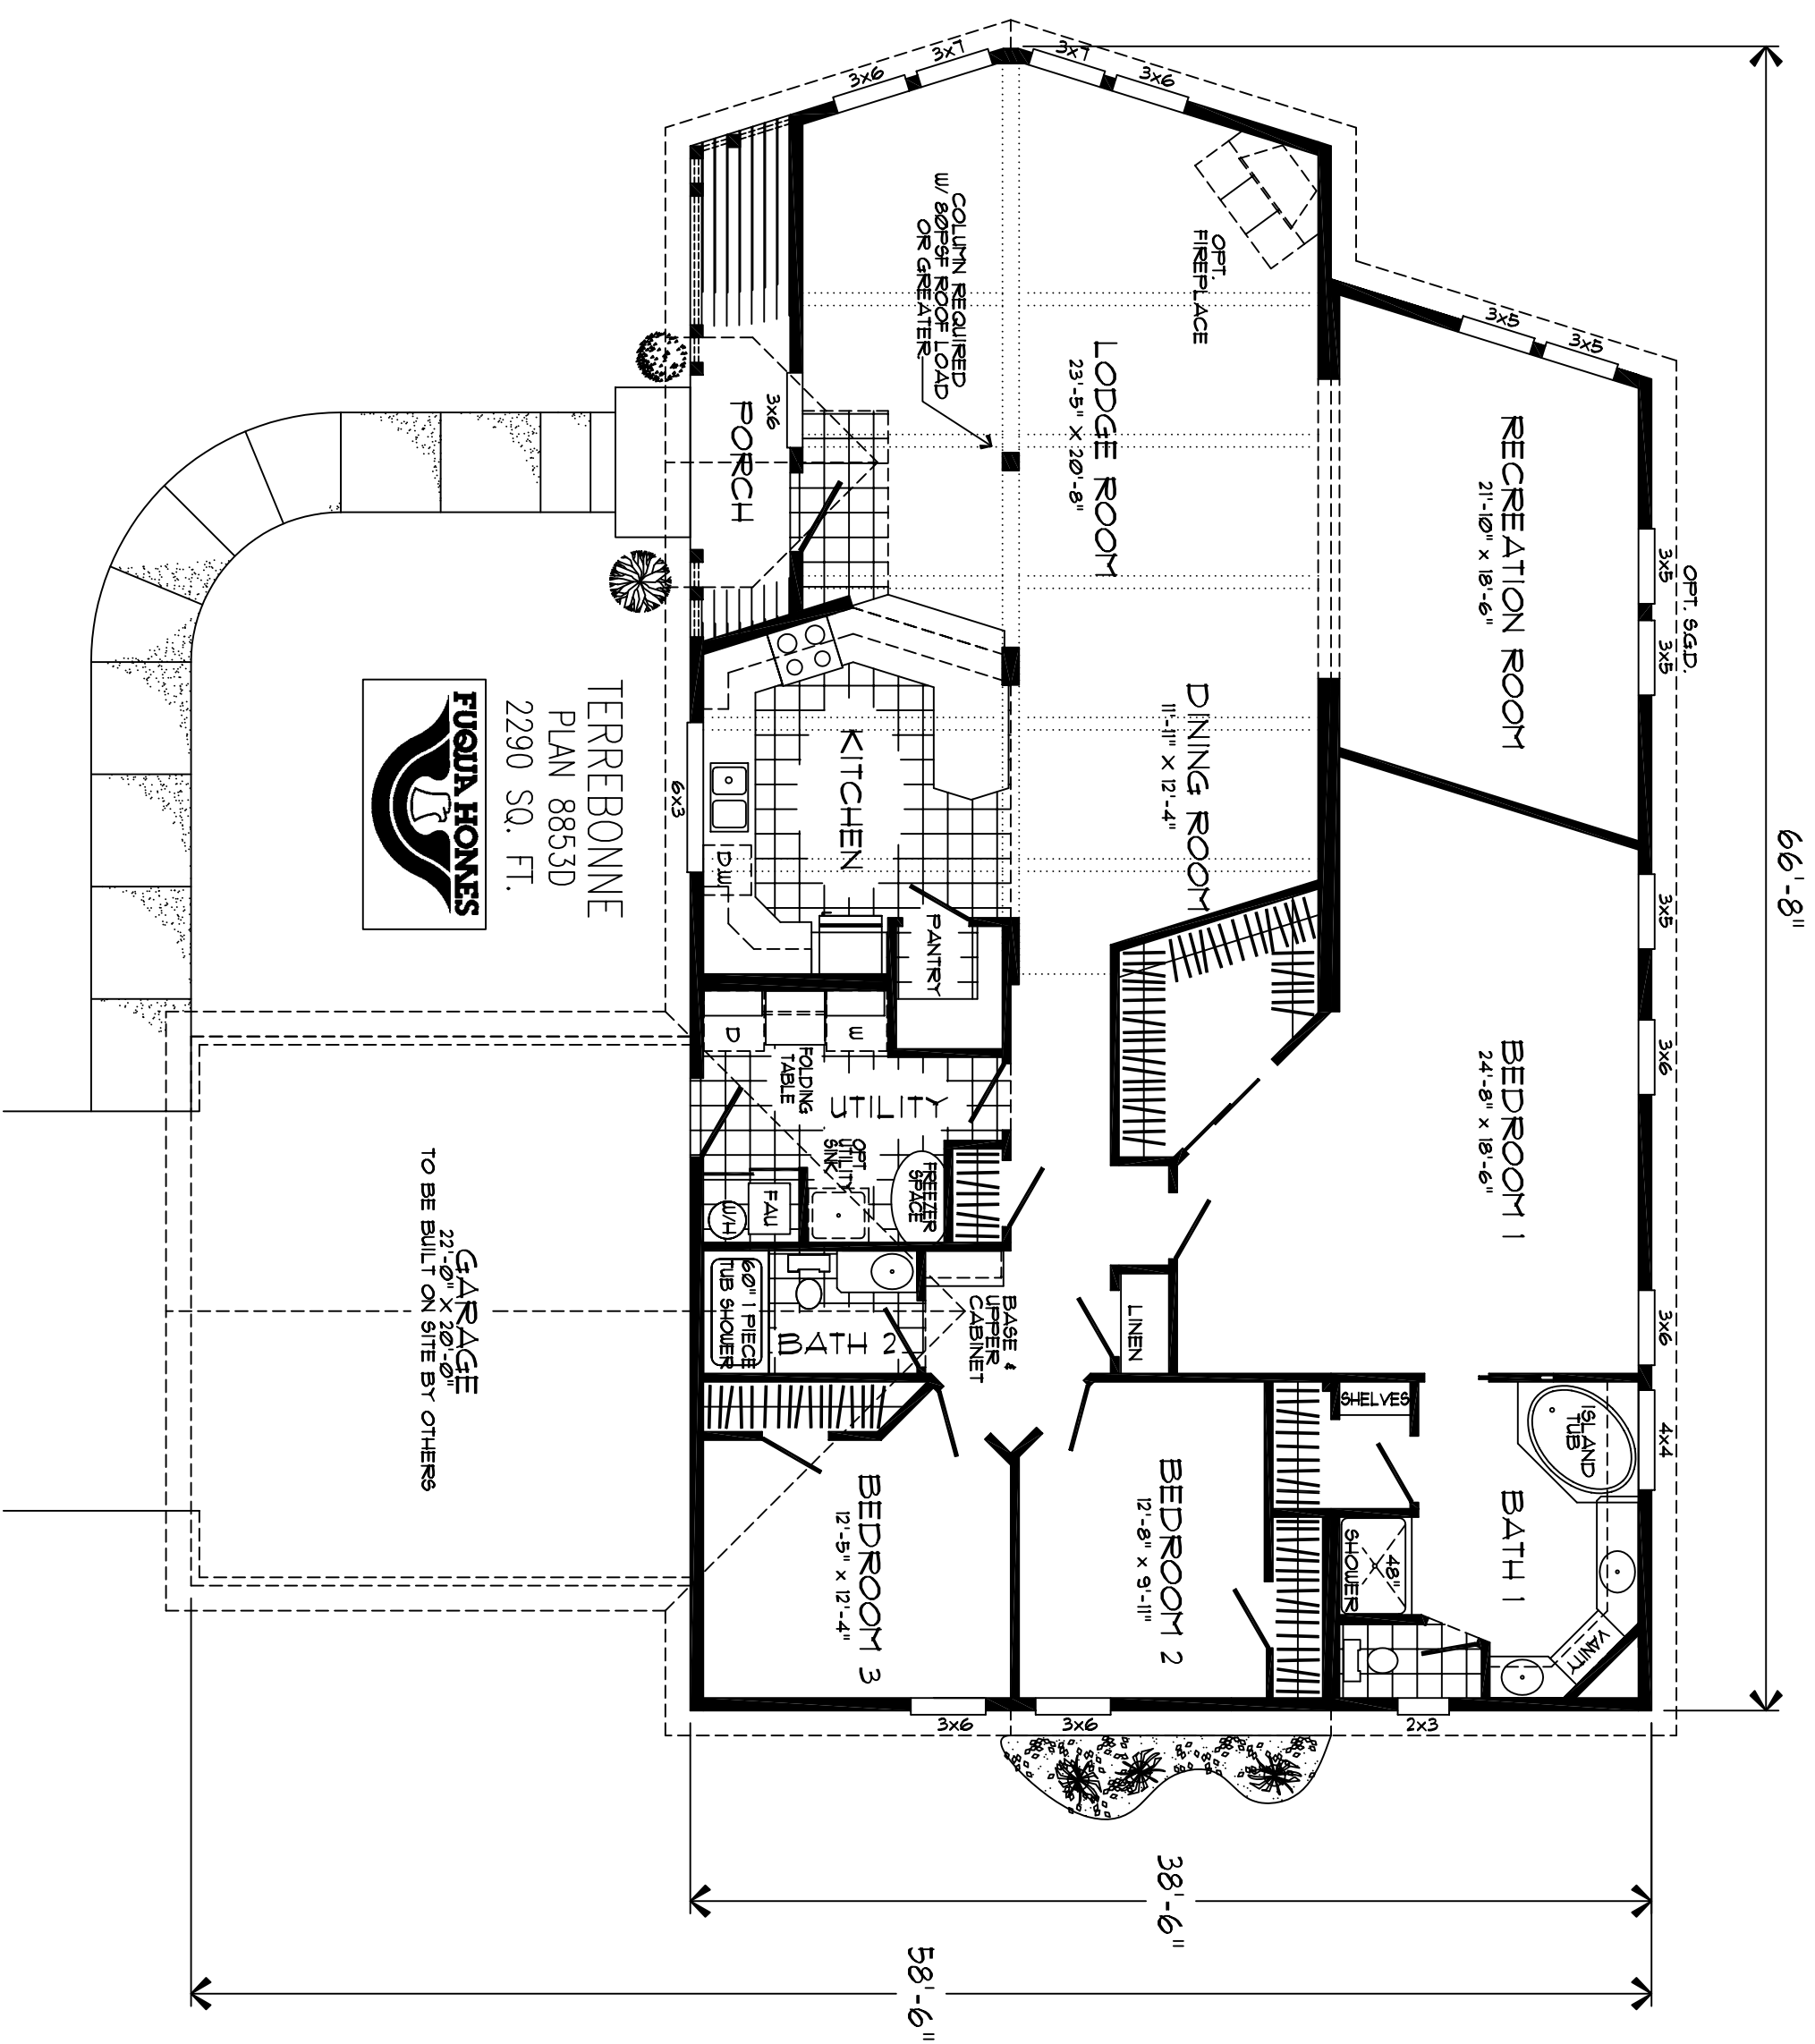 66'-8"
OPT. S.G.D.
3x5
3x5
3x5
3x6
3x6
4x4
3x5
3x5
RECREATION ROOM
21'-10" x 18'-6"
BEDROOM 1
24'-8" x 18'-6"
ISLAND
TUB
BATH 1
VANITY
SHELVES
48"
SHOWER
2x3
3x7
3x6
3x7
3x6
OPT.
FIREPLACE
LODGE ROOM
23'-5" x 20'-8"
DINING ROOM
11'-11" x 12'-4"
LINEN
BEDROOM 2
12'-8" x 9'-11"
3x6
COLUMN REQUIRED
W/ 80PSF ROOF LOAD
OR GREATER
BASE &
UPPER
CABINET
PANTRY
KITCHEN
DW
6x3
UTILITY
W
D
FOLDING
TABLE
OPT
UTILITY
SINK
FREEZER
SPACE
FAU
W/H
BATH 2
60" 1 PIECE
TUB SHOWER
BEDROOM 3
12'-5" x 12'-4"
3x6
3x6
PORCH
TERREBONNE
PLAN 8853D
2290 SQ. FT.
FUQUA HOMES
GARAGE
22'-0" X 20'-0"
TO BE BUILT ON SITE BY OTHERS
38'-6"
58'-6"